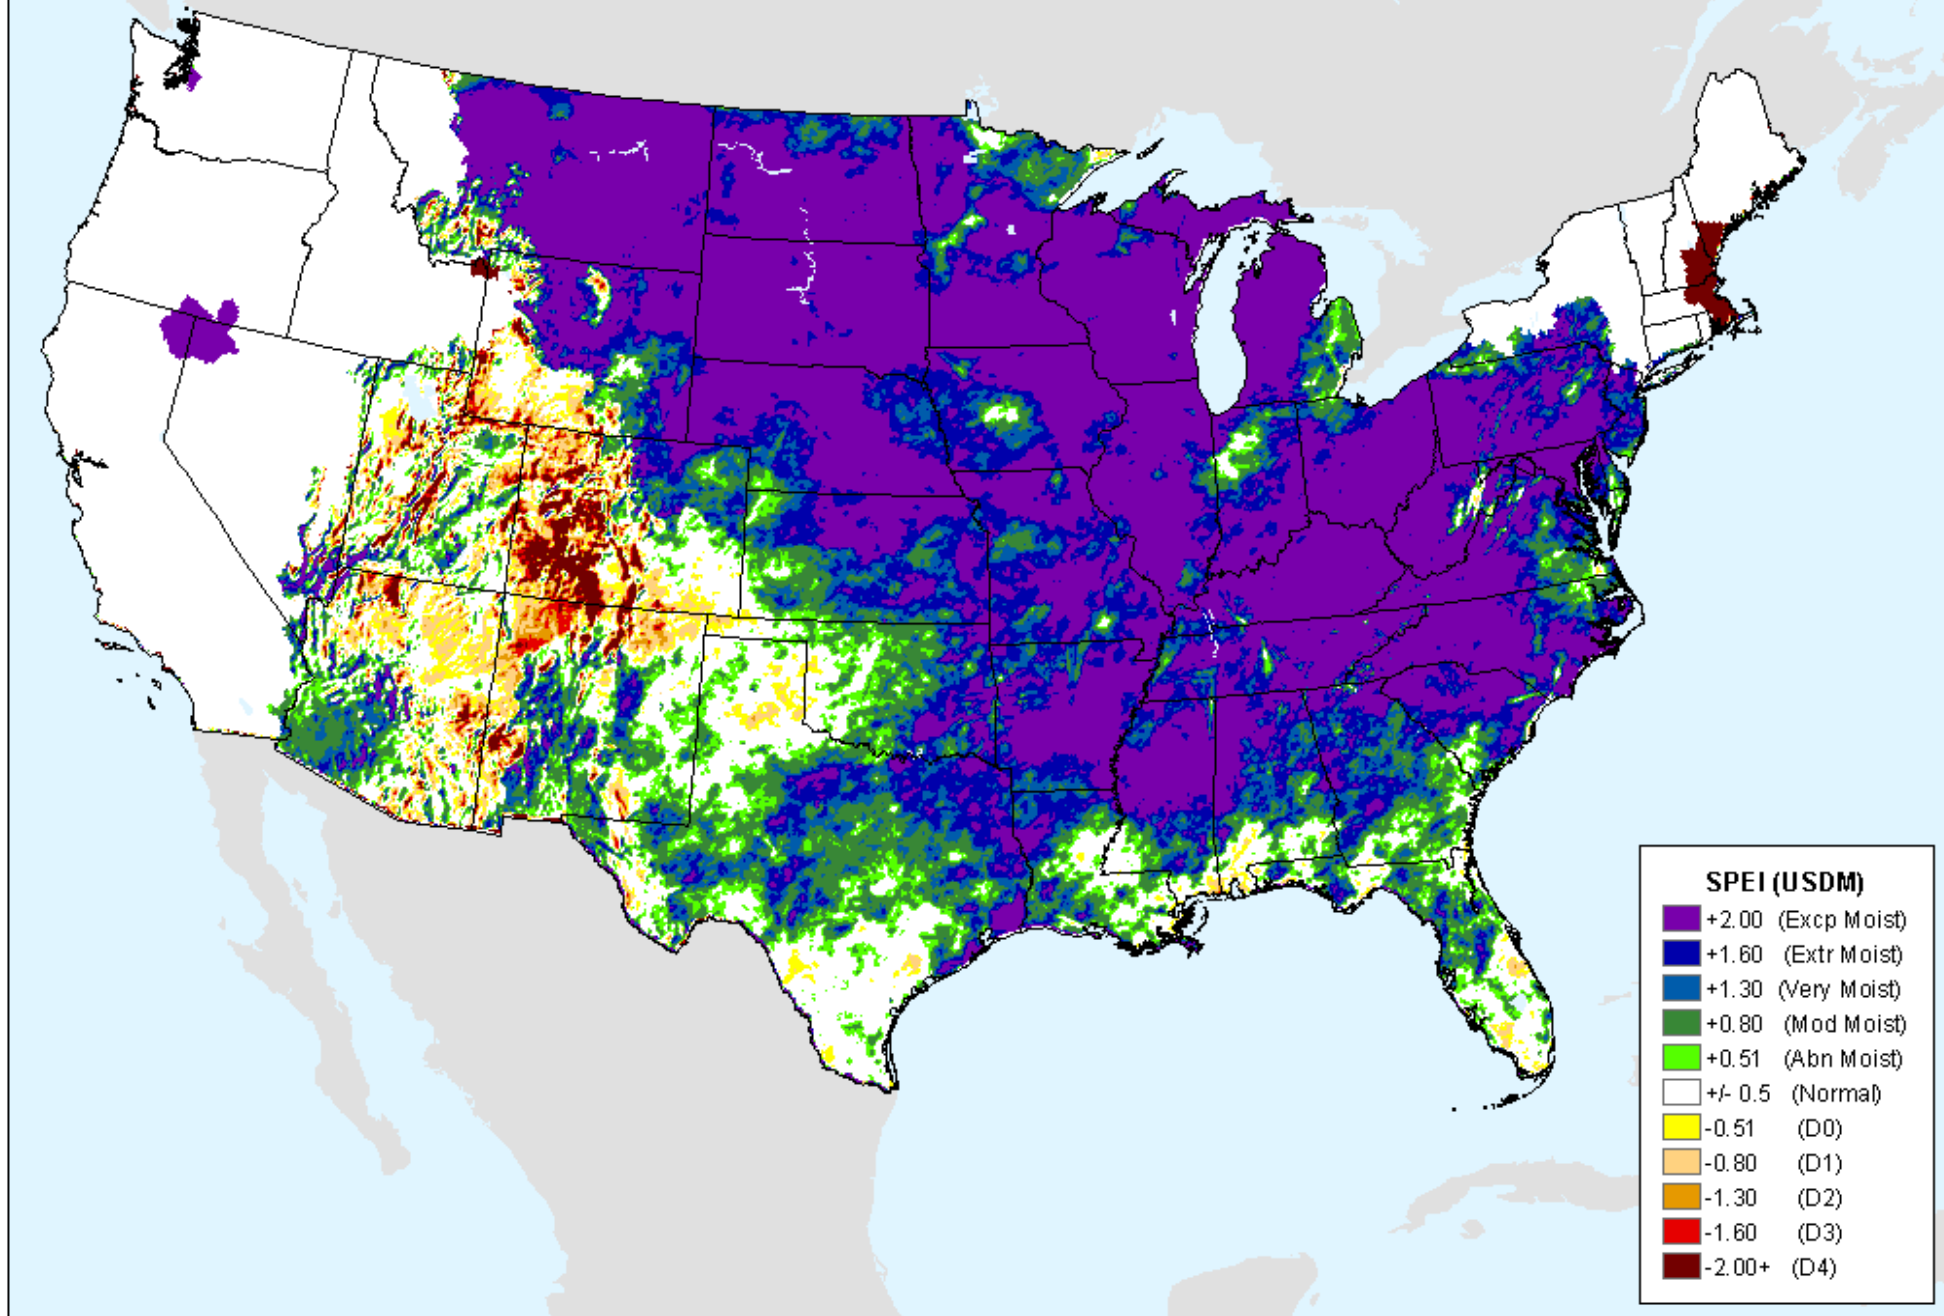 SPEI (USDM)
+2.00 (Excp Moist)
+1.60 (Extr Moist)
+1.30 (Very Moist)
+0.80 (Mod Moist)
+0.51 (Abn Moist)
+/- 0.5 (Normal)
-0.51 (D0)
-0.80 (D1)
-1.30 (D2)
-1.60 (D3)
-2.00+ (D4)